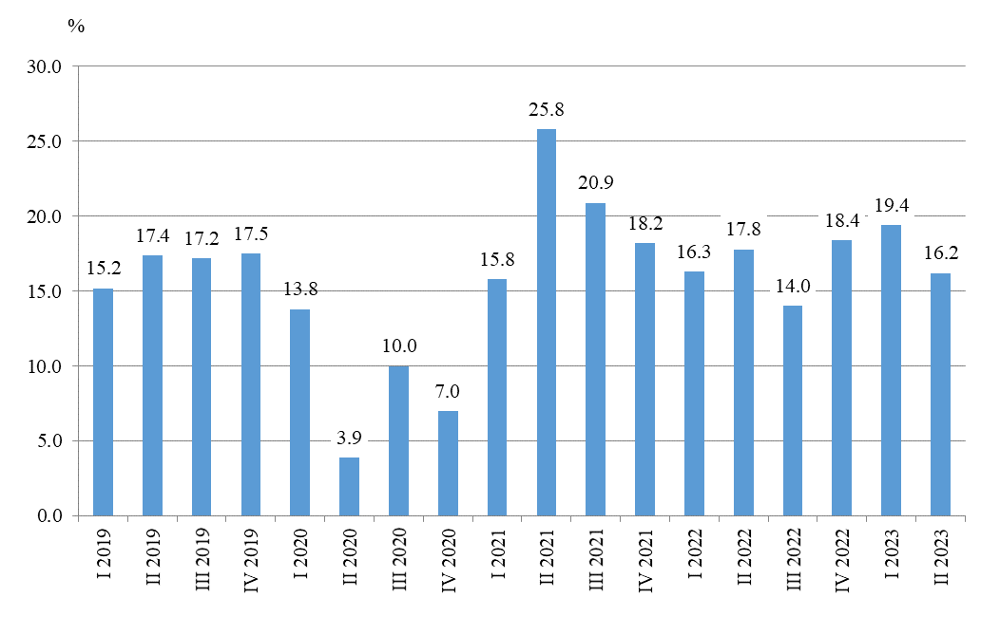 %
30.0
25.0
20.0
15.0
10.0
5.0
0.0
15.2
17.4
17.2
17.5
13.8
3.9
10.0
7.0
15.8
25.8
20.9
18.2
16.3
17.8
14.0
18.4
19.4
16.2
I 2019
II 2019
III 2019
IV 2019
I 2020
II 2020
III 2020
IV 2020
I 2021
II 2021
III 2021
IV 2021
I 2022
II 2022
III 2022
IV 2022
I 2023
II 2023